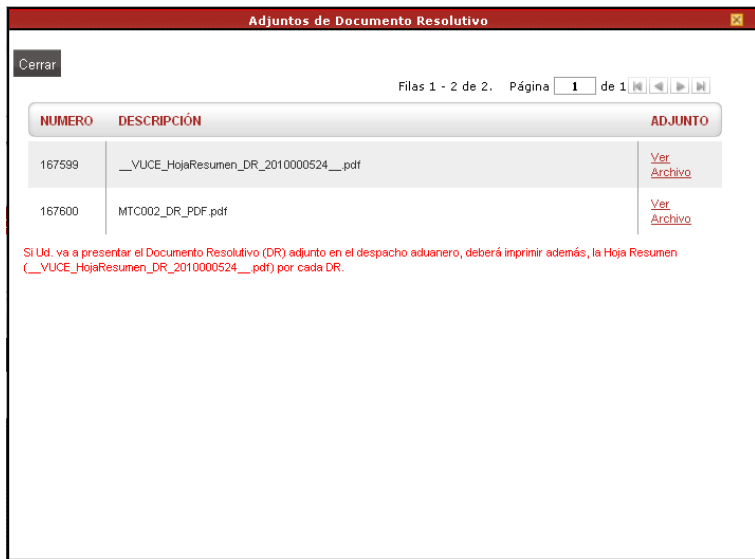 Adjuntos de Documento Resolutivo
Cerrar
Filas 1 - 2 de 2. Página 1 de 1
NUMERO DESCRIPCIÓN ADJUNTO
167599 __VUCE_HojaResumen_DR_2010000524__.pdf Ver
Archivo
167600 MTC002_DR_PDF.pdf Ver
Archivo
Si Ud. va a presentar el Documento Resolutivo (DR) adjunto en el despacho aduanero, deberá imprimir además, la Hoja Resumen
(__VUCE_HojaResumen_DR_2010000524__.pdf) por cada DR.